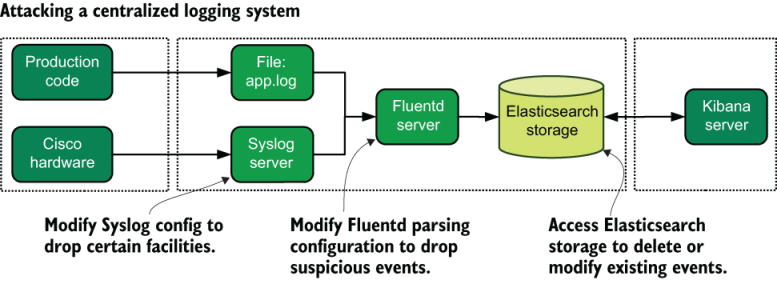 Attacking a centralized logging system
Production
code
File:
app.log
Fluentd
server
Elasticsearch
storage
Kibana
server
Cisco
hardware
Syslog
server
Modify Syslog config to
drop certain facilities.
Modify Fluentd parsing
configuration to drop
suspicious events.
Access Elasticsearch
storage to delete or
modify existing events.